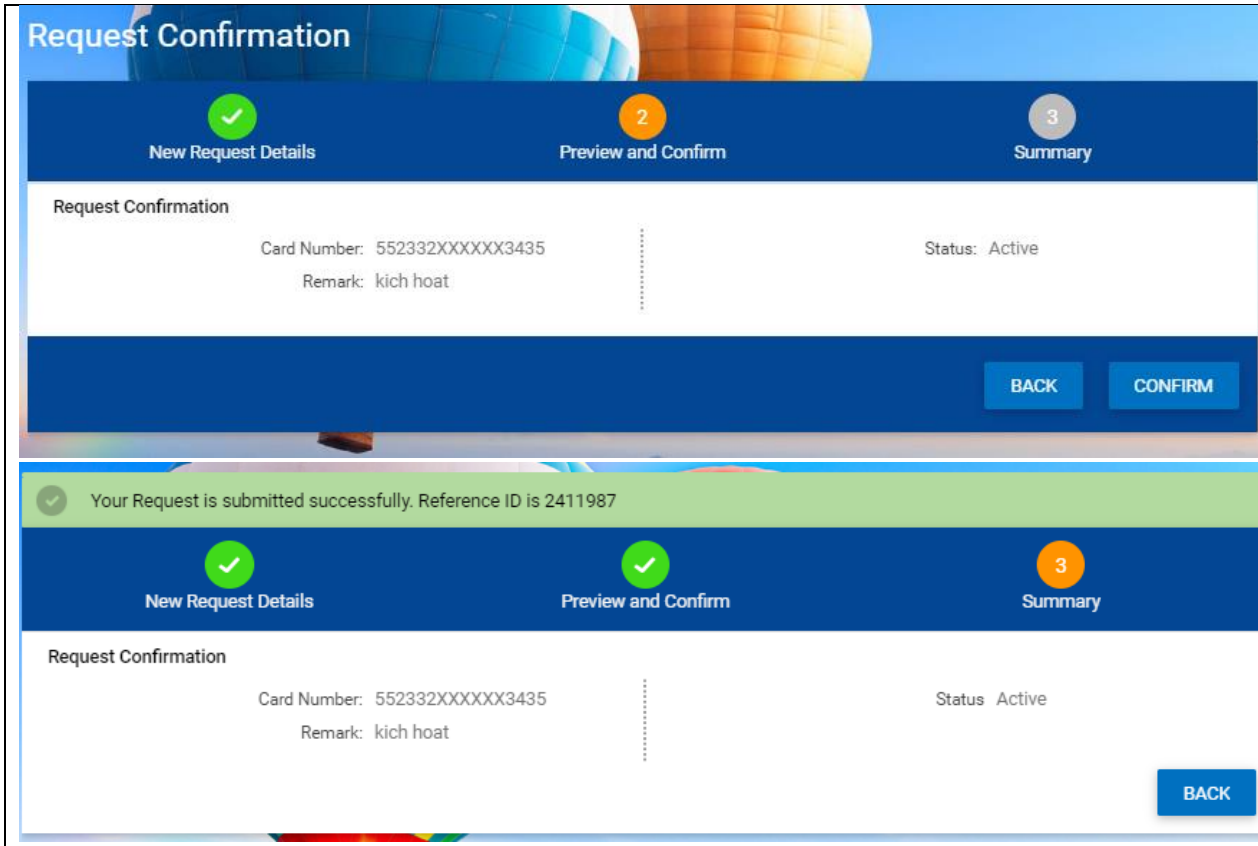 Request Confirmation
2
3
New Request Details
Preview and Confirm
Summary
Request Confirmation
Card Number: 552332XXXXXX3435
Status: Active
Remark: kich hoat
BACK
CONFIRM
Your Request is submitted successfully. Reference ID is 2411987
3
New Request Details
Preview and Confirm
Summary
Request Confirmation
Card Number: 552332XXXXXX3435
Status Active
Remark: kich hoat
BACK